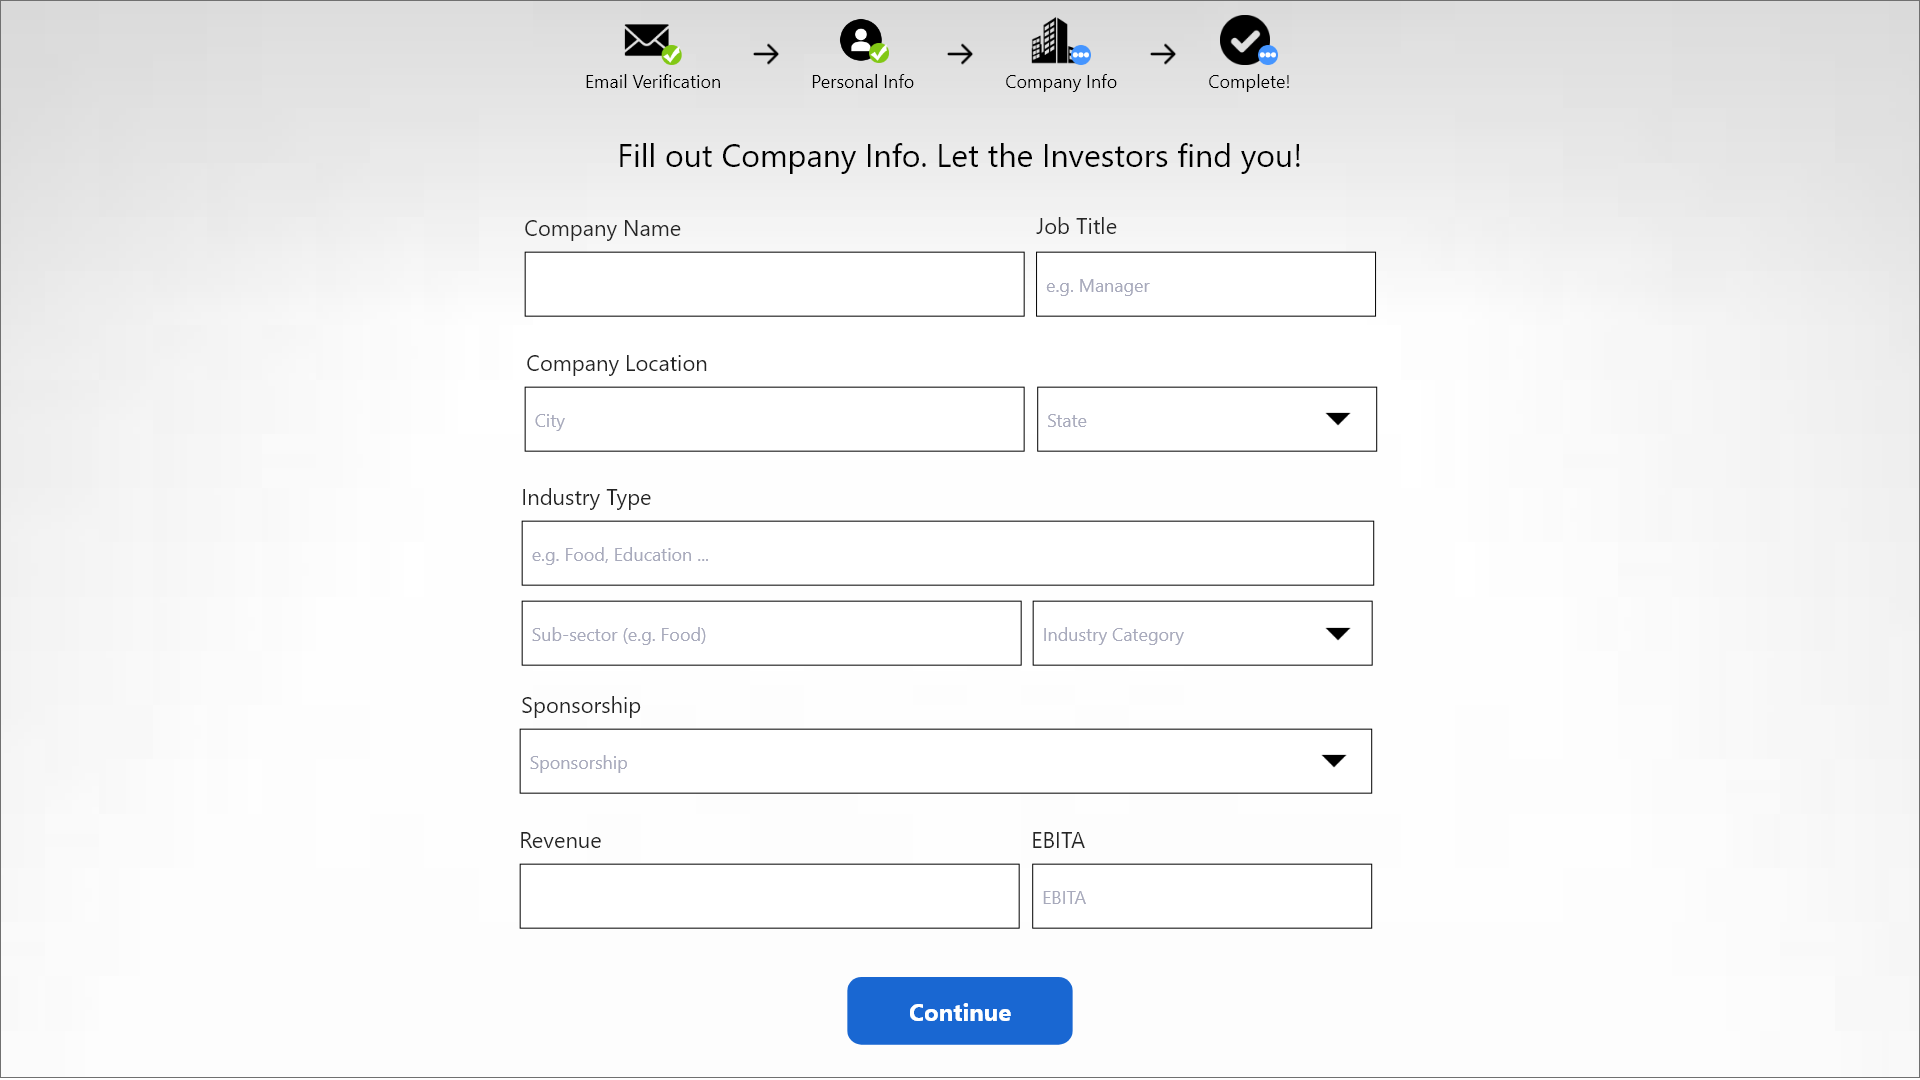 Email Verification
Personal Info
Company Info
Complete!
Fill out Company Info. Let the Investors find you!
Company Name
Job Title
e.g. Manager
Company Location
City
State
Industry Type
e.g. Food, Education ...
Sub-sector (e.g. Food)
Industry Category
Sponsorship
Sponsorship
Revenue
EBITA
EBITA
Continue